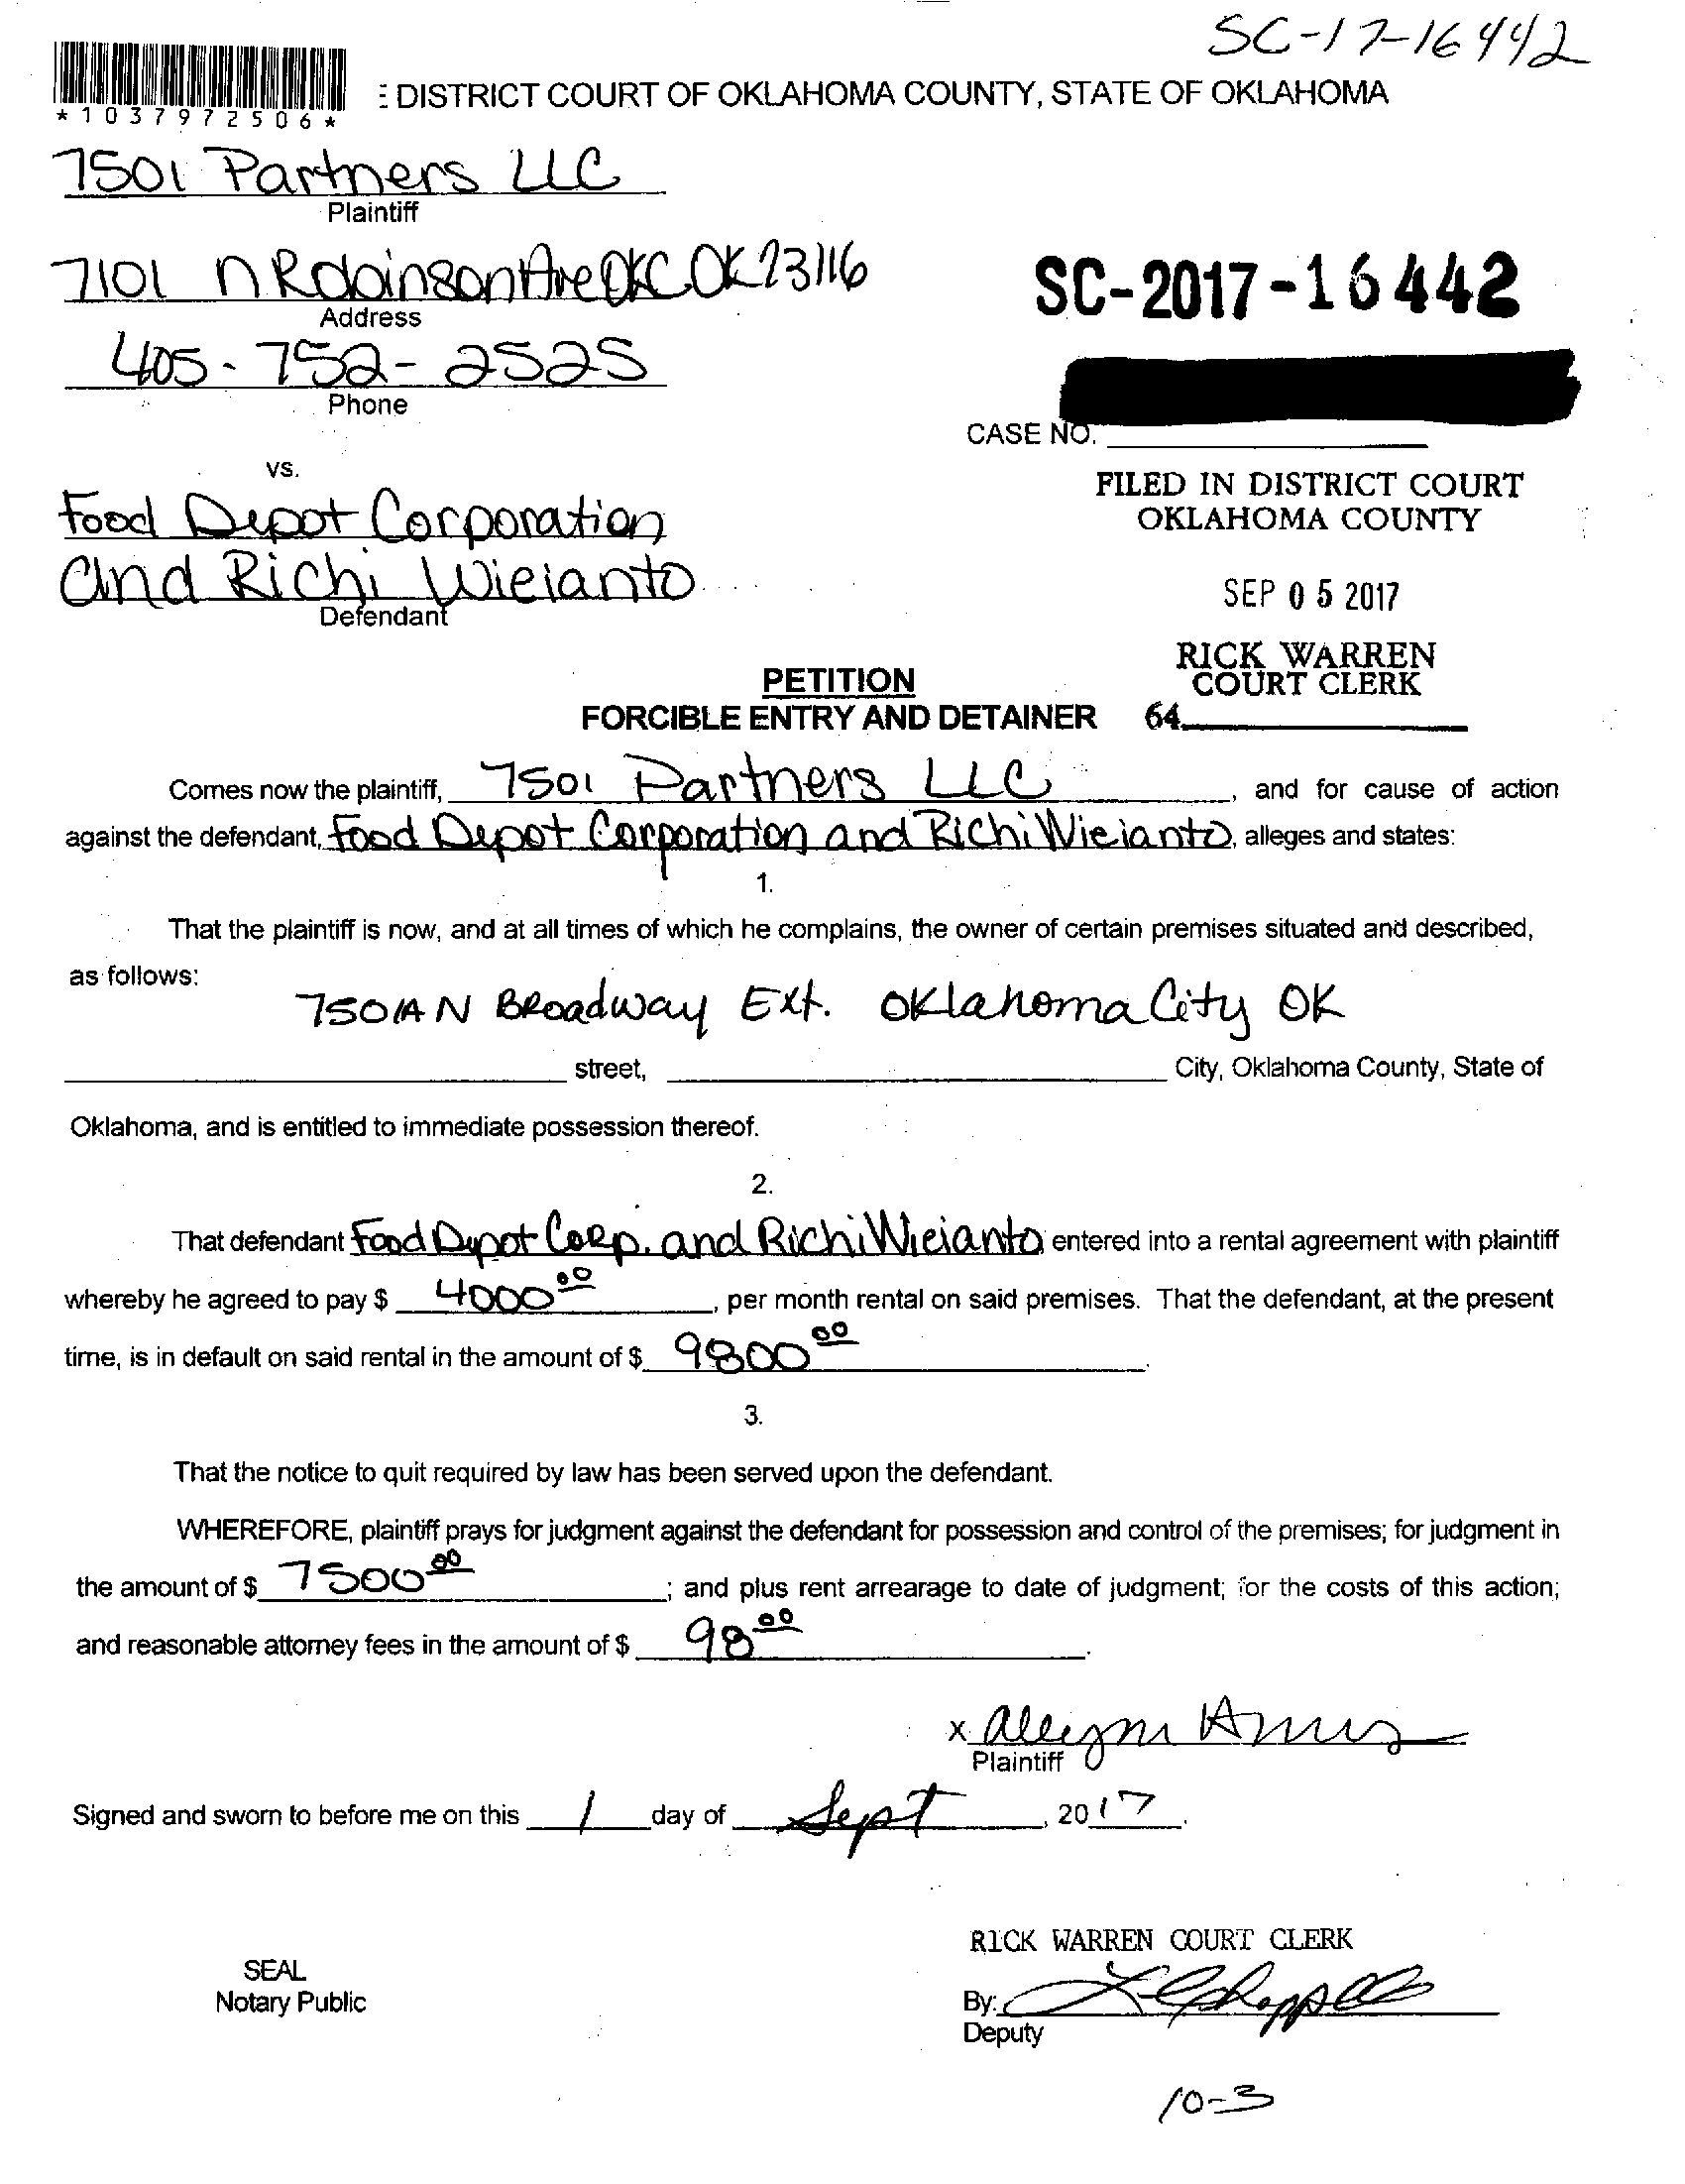 SC-17-16442
*1037972506*
: DISTRICT COURT OF OKLAHOMA COUNTY, STATE OF OKLAHOMA
7501 Partners LLC
Plaintiff
7101 N Robinson Ave OKC OK 73116
Address
SC-2017-16442
405-752-2525
Phone
CASE NO.
vs.
Food Depot Corporation
and Richi Wieianto
Defendant
FILED IN DISTRICT COURT
OKLAHOMA COUNTY
SEP 05 2017
RICK WARREN
COURT CLERK
64
PETITION
FORCIBLE ENTRY AND DETAINER
Comes now the plaintiff, 7501 Partners LLC, and for cause of action
against the defendant, Food Depot Corporation and Richi Wieianto, alleges and states:
1.
That the plaintiff is now, and at all times of which he complains, the owner of certain premises situated and described,
as follows:
7501A N Broadway Ext. Oklahoma City OK
street, City, Oklahoma County, State of
Oklahoma, and is entitled to immediate possession thereof.
2.
That defendant Food Depot Corp. and Richi Wieianto entered into a rental agreement with plaintiff
whereby he agreed to pay $ 4000 00, per month rental on said premises. That the defendant, at the present
time, is in default on said rental in the amount of $ 9800 00.
3.
That the notice to quit required by law has been served upon the defendant.
WHEREFORE, plaintiff prays for judgment against the defendant for possession and control of the premises; for judgment in
the amount of $ 7500 00; and plus rent arrearage to date of judgment; for the costs of this action;
and reasonable attorney fees in the amount of $ 98 00.
x
Plaintiff
Signed and sworn to before me on this 1 day of Sept, 2017.
RICK WARREN COURT CLERK
SEAL
Notary Public
By:
Deputy
10-3